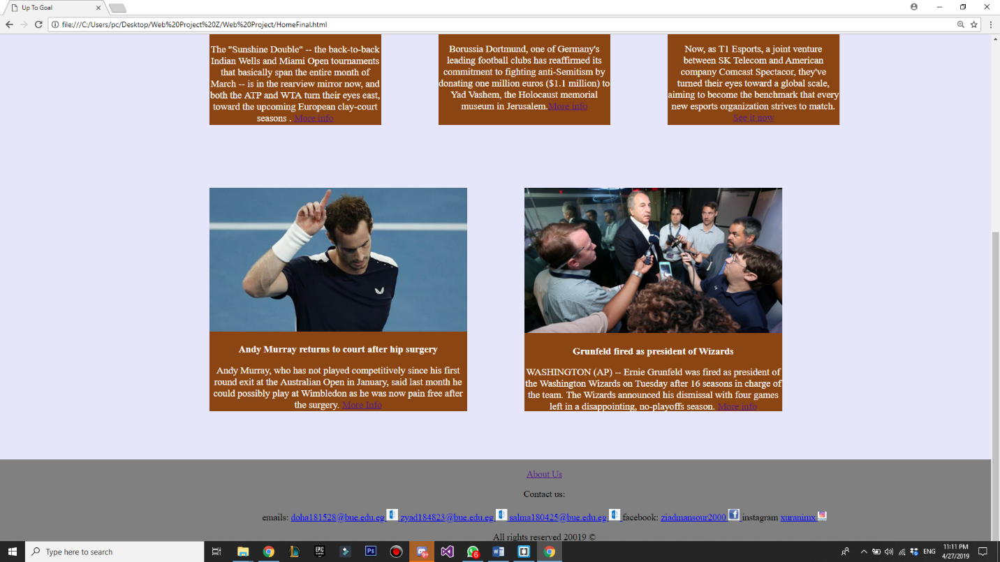 Up To Goal
file:///C:/Users/pc/Desktop/Web%20Project%20Z/Web%20Project/HomeFinal.html
The "Sunshine Double" -- the back-to-back
Indian Wells and Miami Open tournaments
that basically span the entire month of
March -- is in the rearview mirror now, and
both the ATP and WTA turn their eyes east,
toward the upcoming European clay-court
seasons . More info
Borussia Dortmund, one of Germany's
leading football clubs has reaffirmed its
commitment to fighting anti-Semitism by
donating one million euros ($1.1 million) to
Yad Vashem, the Holocaust memorial
museum in Jerusalem.More info
Now, as T1 Esports, a joint venture
between SK Telecom and American
company Comcast Spectacor, they've
turned their eyes toward a global scale,
aiming to become the benchmark that every
new esports organization strives to match.
See it now
Andy Murray returns to court after hip surgery
Andy Murray, who has not played competitively since his first
round exit at the Australian Open in January, said last month he
could possibly play at Wimbledon as he was now pain free after
the surgery. More Info
Grunfeld fired as president of Wizards
WASHINGTON (AP) -- Ernie Grunfeld was fired as president of
the Washington Wizards on Tuesday after 16 seasons in charge of
the team. The Wizards announced his dismissal with four games
left in a disappointing, no-playoffs season. More info
About Us
Contact us:
emails: doha181528@bue.edu.eg zyad184823@bue.edu.eg salma180425@bue.edu.eg facebook: ziadmansour2000 instagram xuranimx
All rights reserved 20019 ©
Type here to search
EPIC GAMES
Ps
9+
6
ENG
11:11 PM
4/27/2019